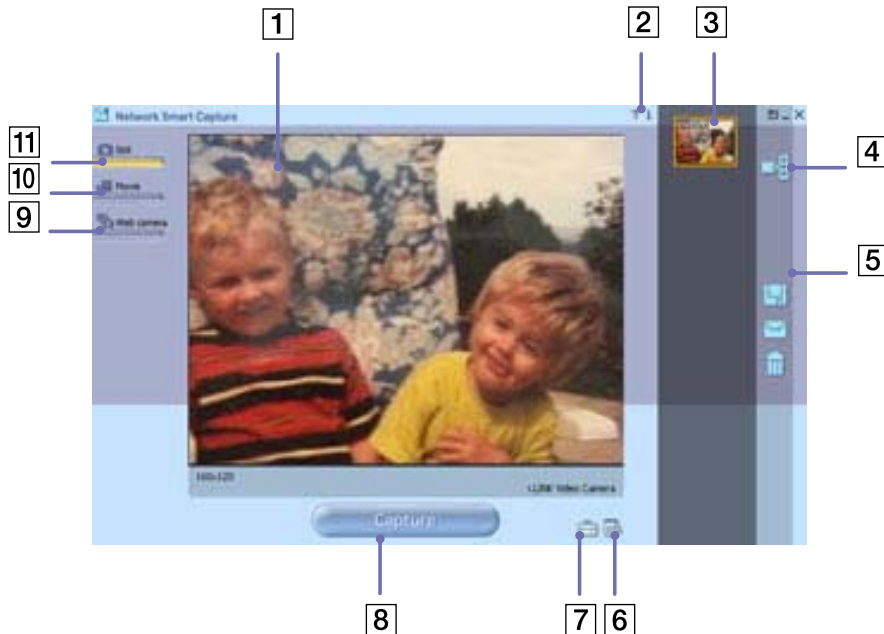 1
2
3
Network Smart Capture
Still
11
4
Movie
10
Web camera
9
5
160x120
i.LINK Video Camera
Capture
8
7
6